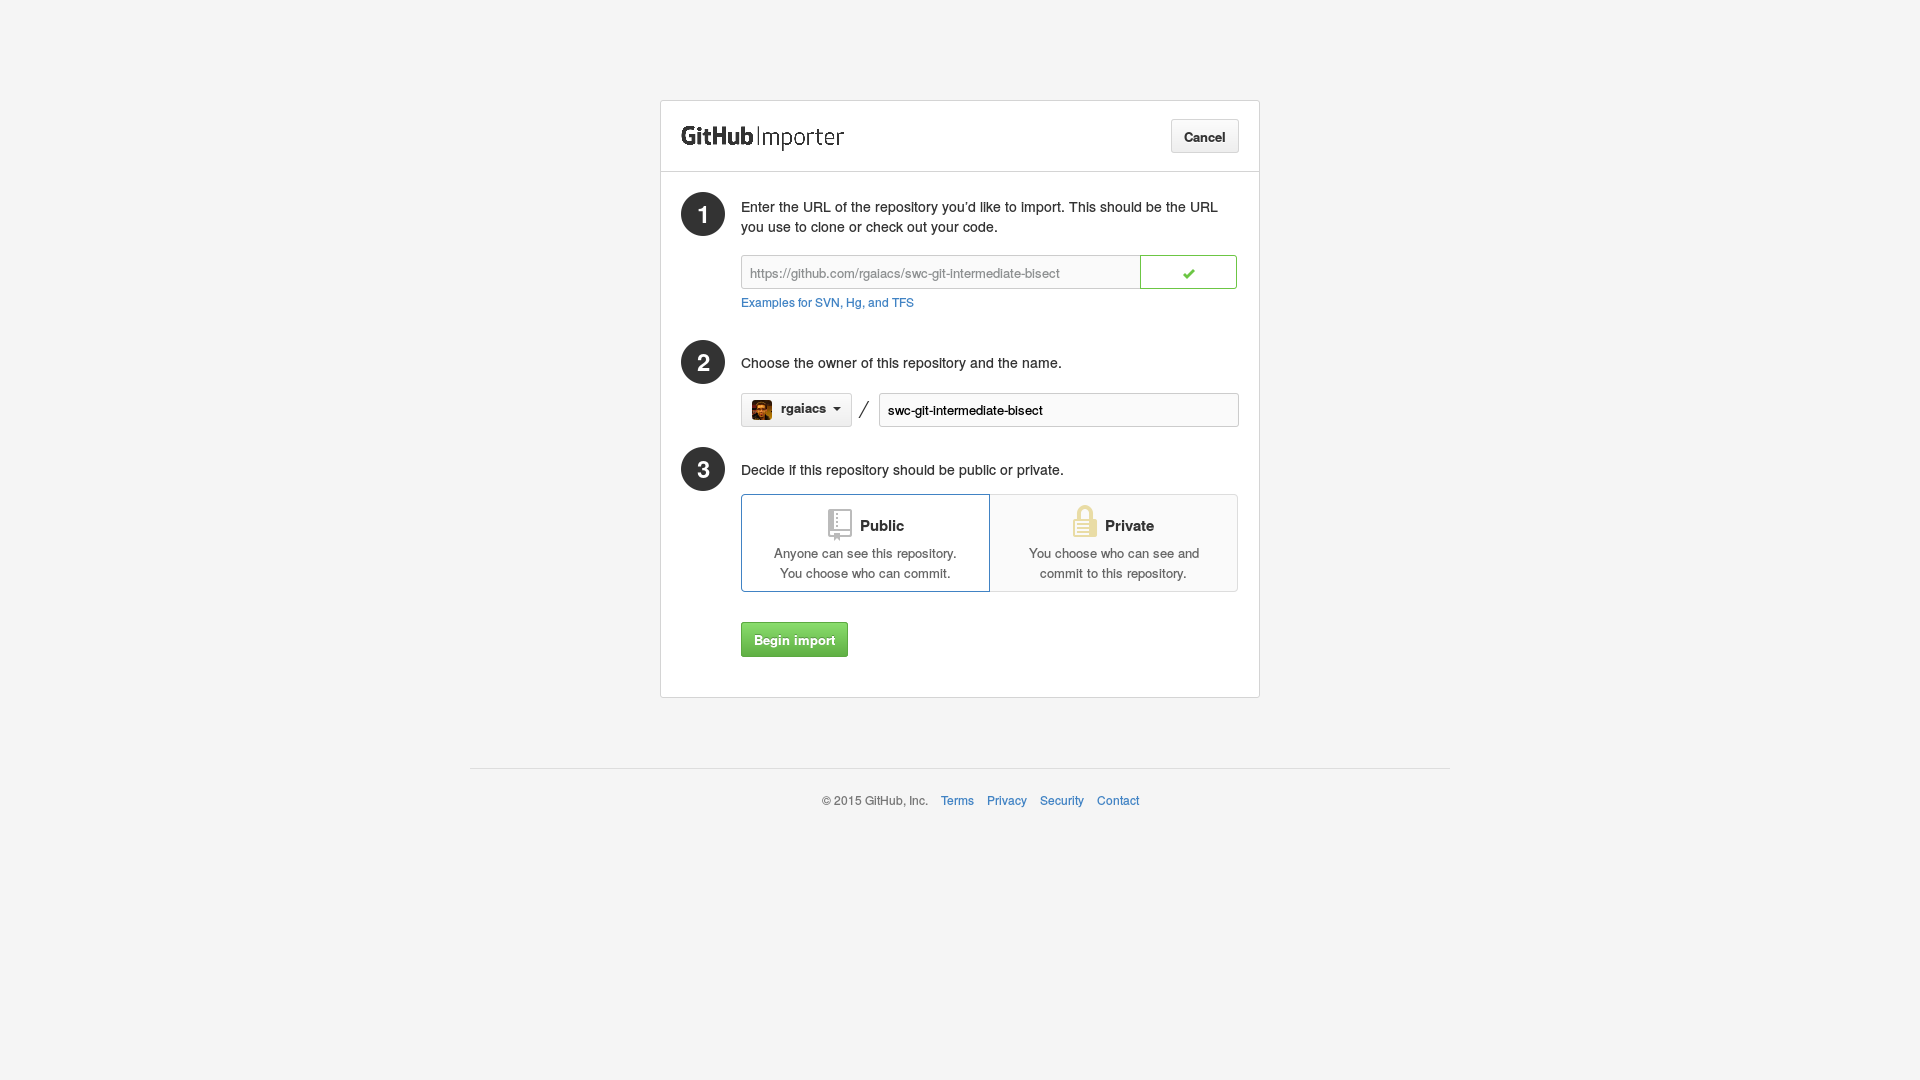 GitHub Importer
Cancel
1
Enter the URL of the repository you’d like to import. This should be the URL
you use to clone or check out your code.
https://github.com/rgaiacs/swc-git-intermediate-bisect
Examples for SVN, Hg, and TFS
2
Choose the owner of this repository and the name.
rgaiacs / swc-git-intermediate-bisect
3
Decide if this repository should be public or private.
Public
Anyone can see this repository.
You choose who can commit.
Private
You choose who can see and
commit to this repository.
Begin import
© 2015 GitHub, Inc. Terms Privacy Security Contact